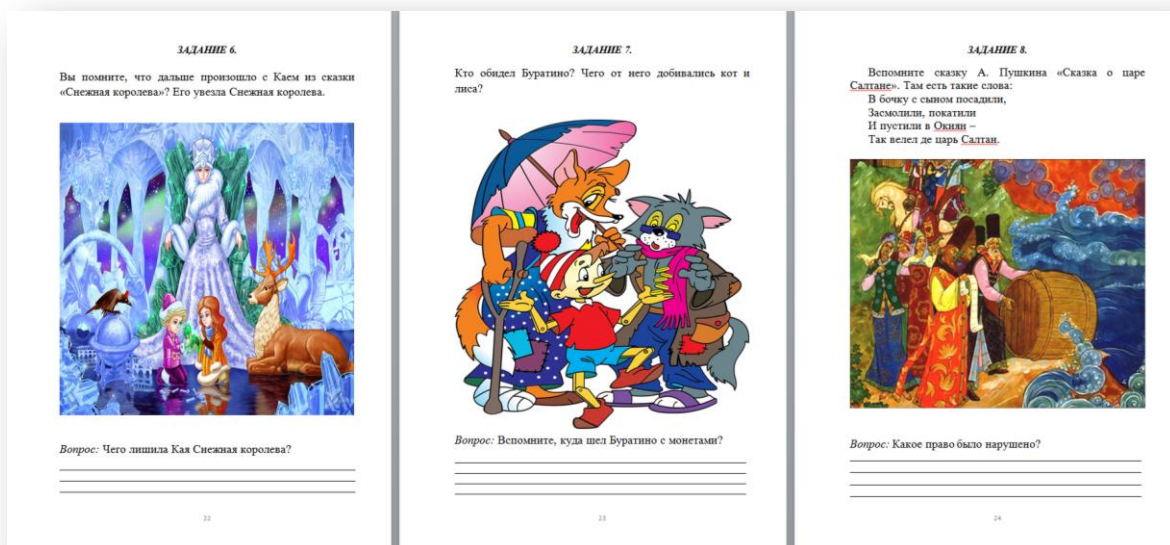 ЗАДАНИЕ 6.
Вы помните, что дальше произошло с Каем из сказки
«Снежная королева»? Его увезла Снежная королева.
Вопрос: Чего лишила Кая Снежная королева?
22
ЗАДАНИЕ 7.
Кто обидел Буратино? Чего от него добивались кот и
лиса?
Вопрос: Вспомните, куда шел Буратино с монетами?
23
ЗАДАНИЕ 8.
Вспомните сказку А. Пушкина «Сказка о царе
Салтане». Там есть такие слова:
В бочку с сыном посадили,
Засмолили, покатили
И пустили в Окиян –
Так велел де царь Салтан.
Вопрос: Какое право было нарушено?
24